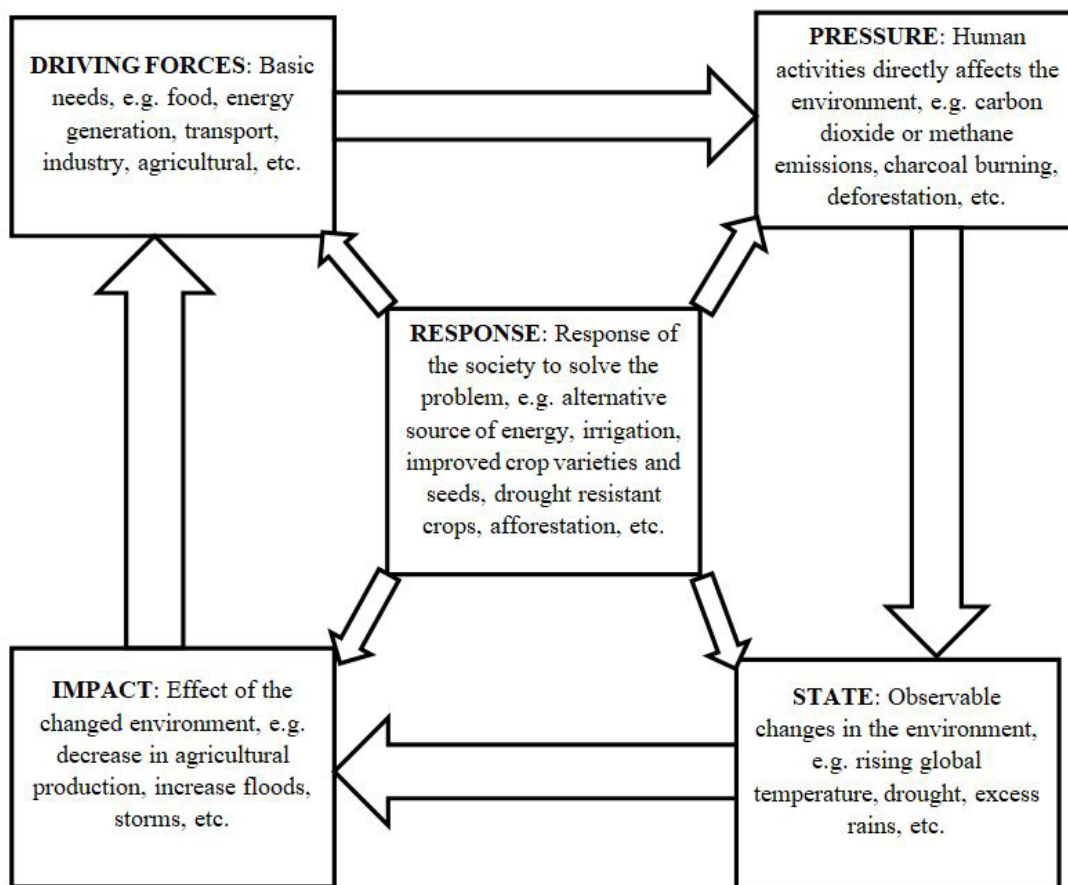 DRIVING FORCES: Basic
needs, e.g. food, energy
generation, transport,
industry, agricultural, etc.
PRESSURE: Human
activities directly affects the
environment, e.g. carbon
dioxide or methane
emissions, charcoal burning,
deforestation, etc.
RESPONSE: Response of
the society to solve the
problem, e.g. alternative
source of energy, irrigation,
improved crop varieties and
seeds, drought resistant
crops, afforestation, etc.
IMPACT: Effect of the
changed environment, e.g.
decrease in agricultural
production, increase floods,
storms, etc.
STATE: Observable
changes in the environment,
e.g. rising global
temperature, drought, excess
rains, etc.